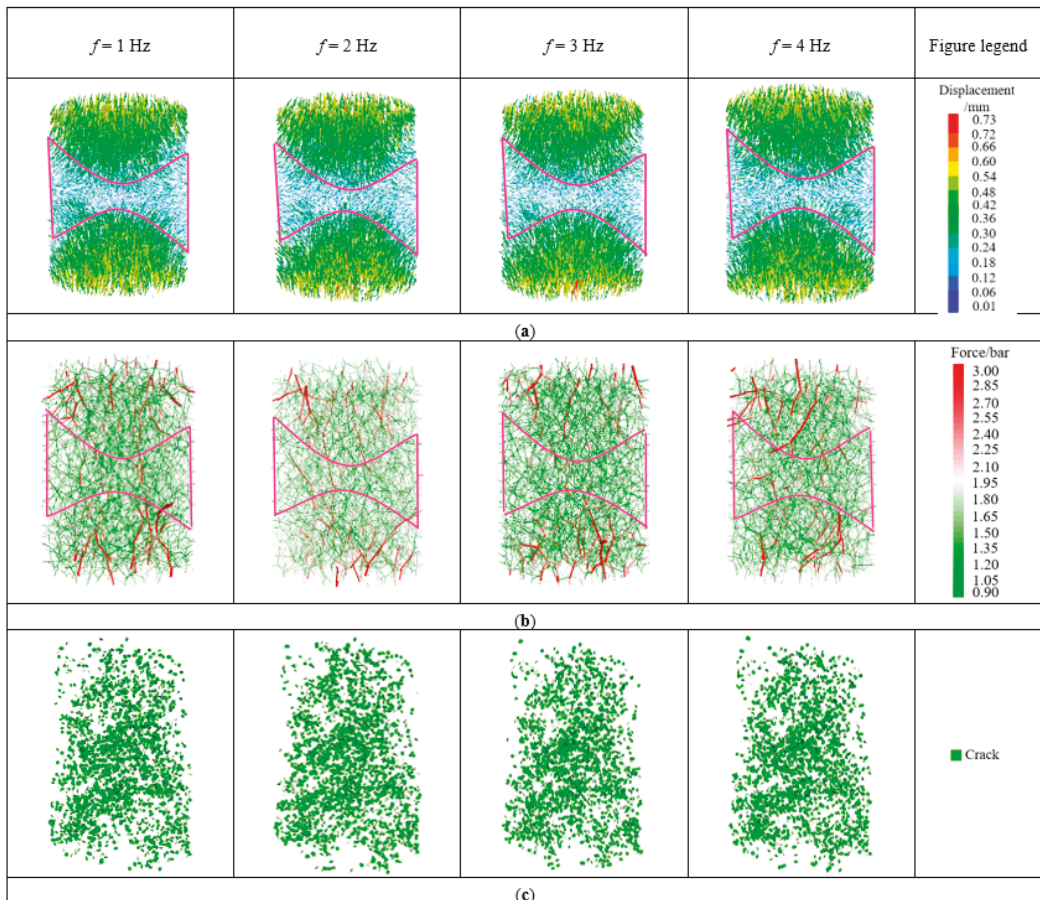 f = 1 Hz
f = 2 Hz
f = 3 Hz
f = 4 Hz
Figure legend
Displacement
/mm
0.73
0.72
0.66
0.60
0.54
0.48
0.42
0.36
0.30
0.24
0.18
0.12
0.06
0.01
(a)
Force/bar
3.00
2.85
2.70
2.55
2.40
2.25
2.10
1.95
1.80
1.65
1.50
1.35
1.20
1.05
0.90
(b)
Crack
(c)